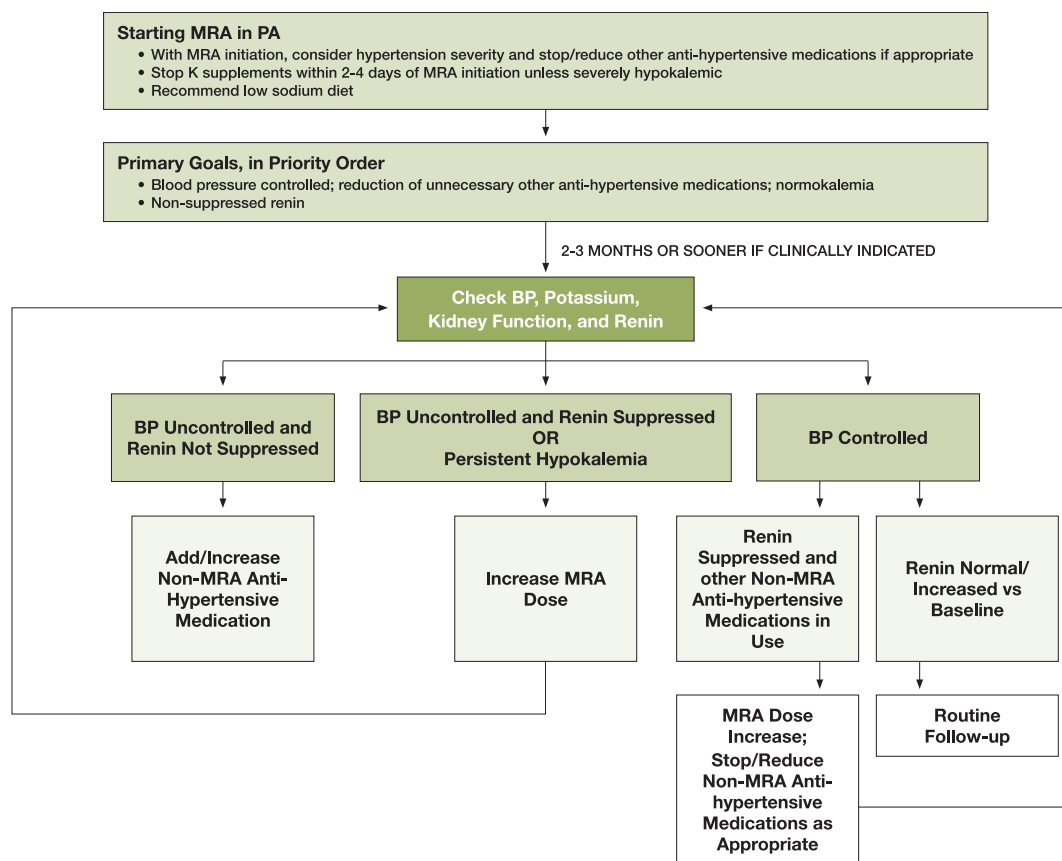 Starting MRA in PA
• With MRA initiation, consider hypertension severity and stop/reduce other anti-hypertensive medications if appropriate
• Stop K supplements within 2-4 days of MRA initiation unless severely hypokalemic
• Recommend low sodium diet
Primary Goals, in Priority Order
• Blood pressure controlled; reduction of unnecessary other anti-hypertensive medications; normokalemia
• Non-suppressed renin
2-3 MONTHS OR SOONER IF CLINICALLY INDICATED
Check BP, Potassium,
Kidney Function, and Renin
BP Uncontrolled and
Renin Not Suppressed
BP Uncontrolled and Renin Suppressed
OR
Persistent Hypokalemia
BP Controlled
Add/Increase
Non-MRA Anti-
Hypertensive
Medication
Increase MRA
Dose
Renin
Suppressed and
other Non-MRA
Anti-hypertensive
Medications in
Use
Renin Normal/
Increased vs
Baseline
MRA Dose
Increase;
Stop/Reduce
Non-MRA Anti-
hypertensive
Medications as
Appropriate
Routine
Follow-up